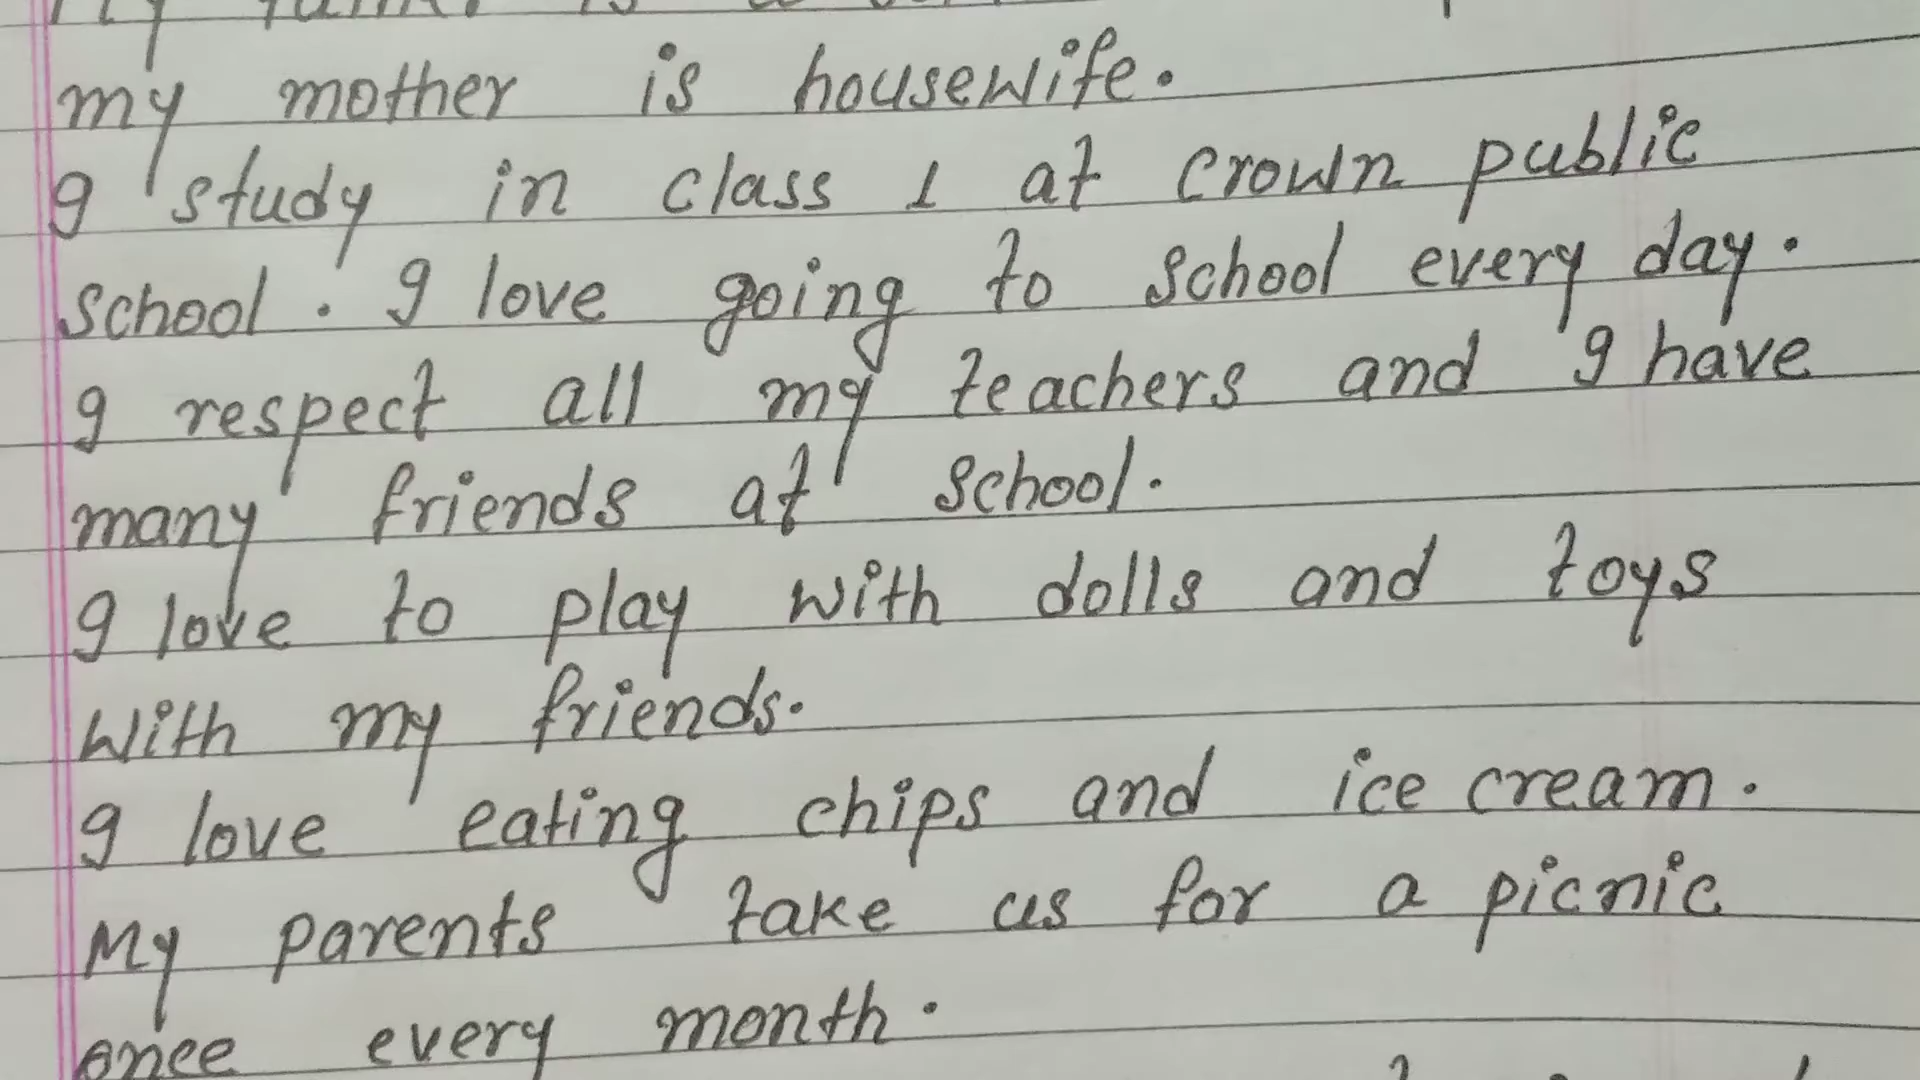 my mother is housewife.
I study in class 1 at crown public
school. I love going to school every day.
I respect all my teachers and I have
many friends at school.
I love to play with dolls and toys
with my friends.
I love eating chips and ice cream.
My parents take us for a picnic
once every month.